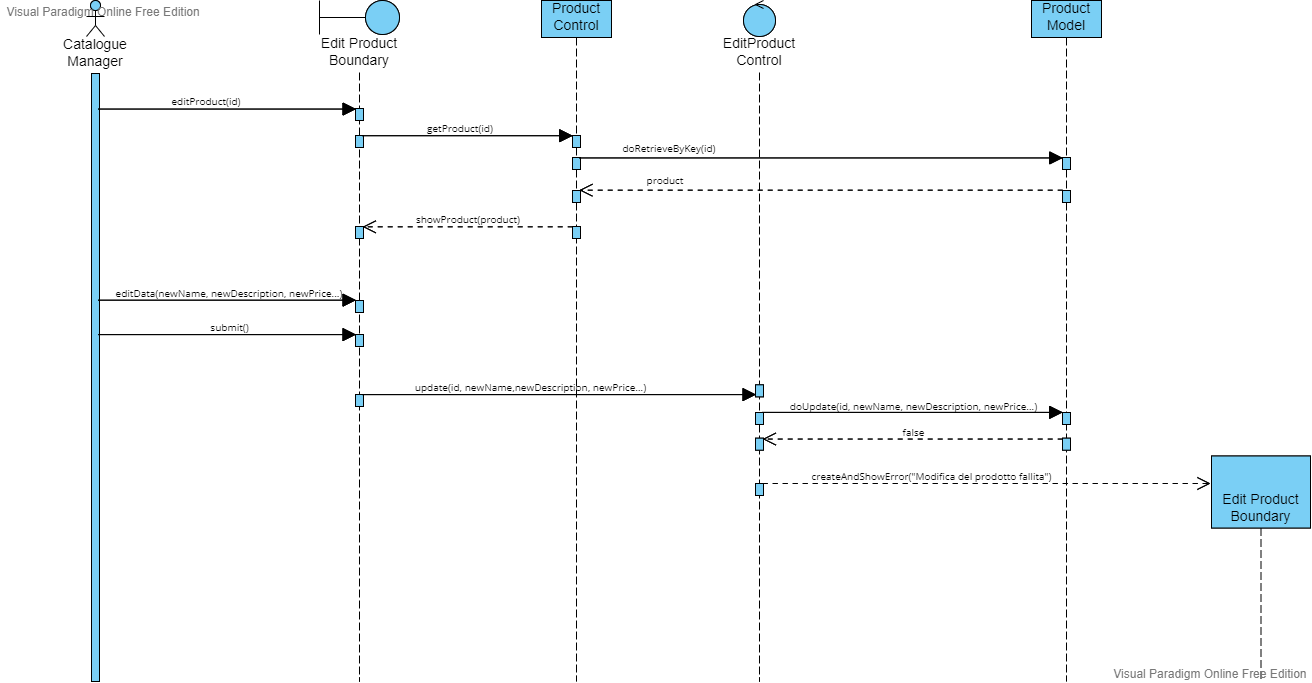 Visual Paradigm Online Free Edition
Catalogue
Manager
Edit Product
Boundary
Product
Control
EditProduct
Control
Product
Model
editProduct(id)
getProduct(id)
doRetrieveByKey(id)
product
showProduct(product)
editData(newName, newDescription, newPrice...)
submit()
update(id, newName,newDescription, newPrice...)
doUpdate(id, newName, newDescription, newPrice...)
false
createAndShowError("Modifica del prodotto fallita")
Edit Product
Boundary
Visual Paradigm Online Free Edition